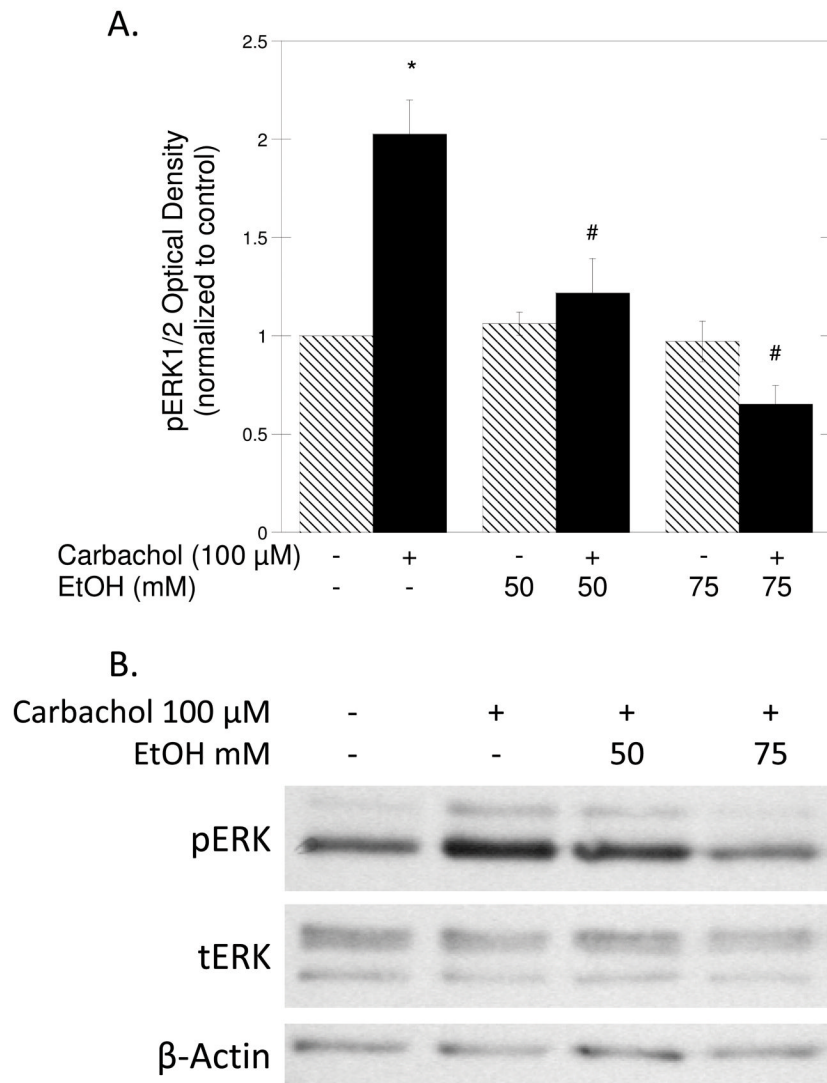 A.
pERK1/2 Optical Density
(normalized to control)
2.5
2
1.5
1
0.5
0
*
#
#
Carbachol (100 µM) - + - + - +
EtOH (mM) - - 50 50 75 75
B.
Carbachol 100 µM - + + +
EtOH mM - - 50 75
pERK
tERK
β-Actin